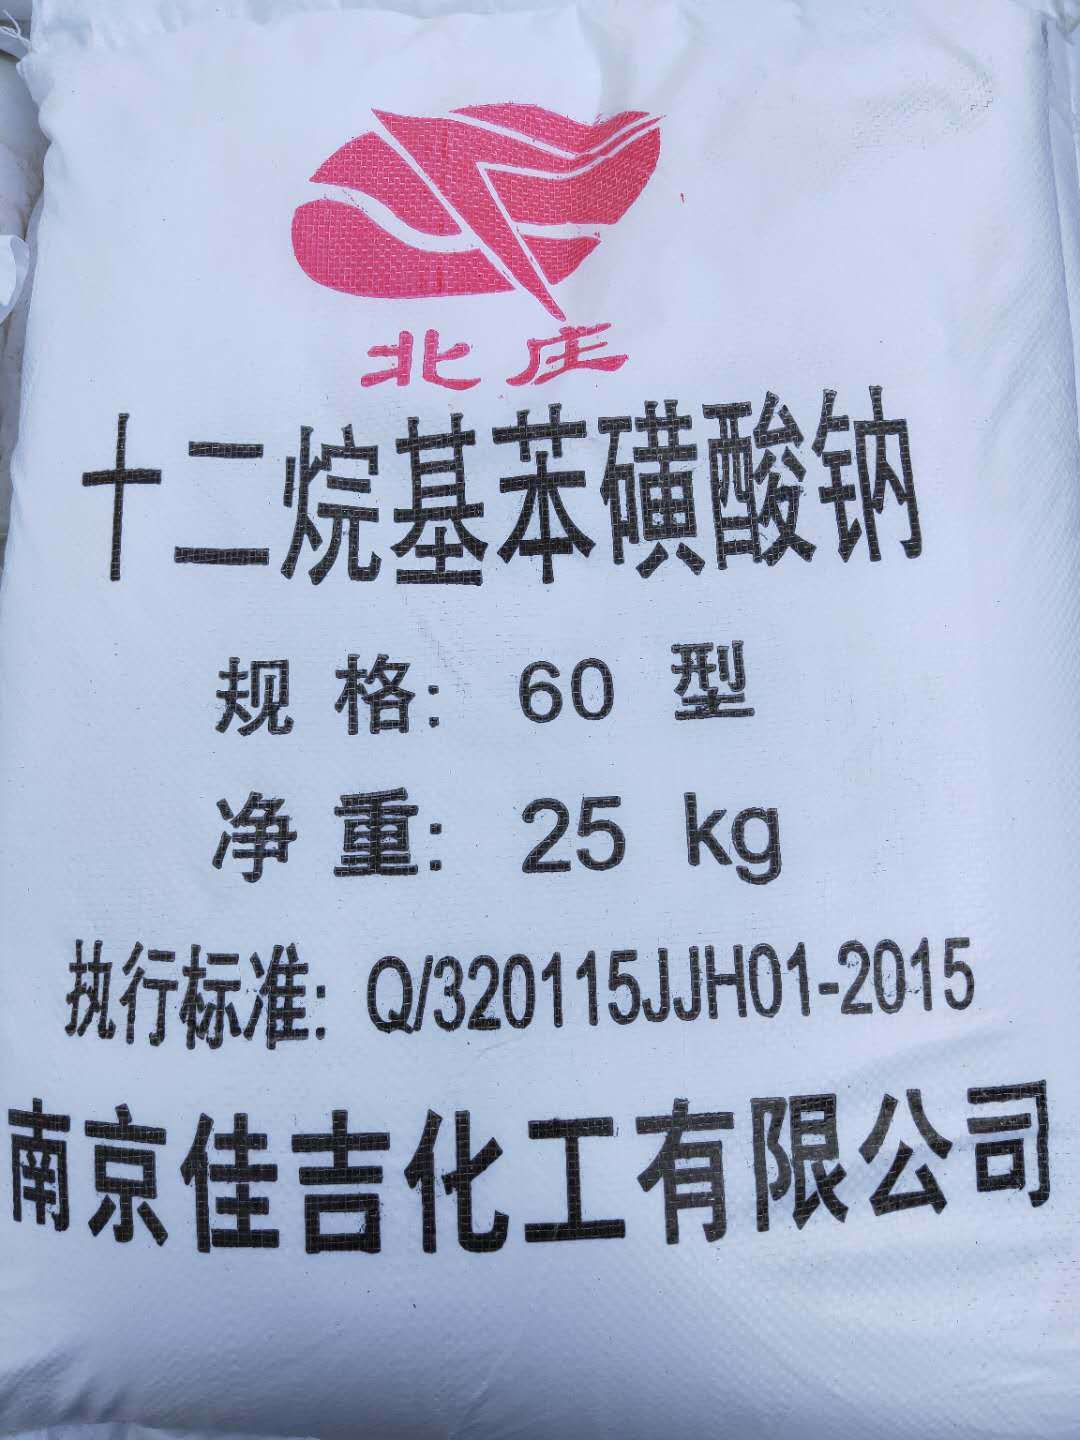 北庄
十二烷基苯磺酸钠
规格: 60 型
净重: 25 kg
执行标准: Q/320115JJH01-2015
南京佳吉化工有限公司